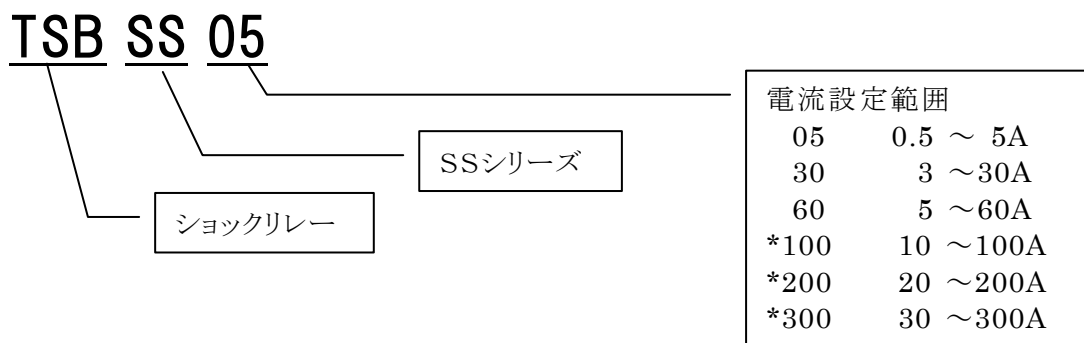 TSB SS 05
電流設定範囲
05 0.5 ～ 5A
30 3 ～30A
60 5 ～60A
*100 10 ～100A
*200 20 ～200A
*300 30 ～300A
SSシリーズ
ショックリレー